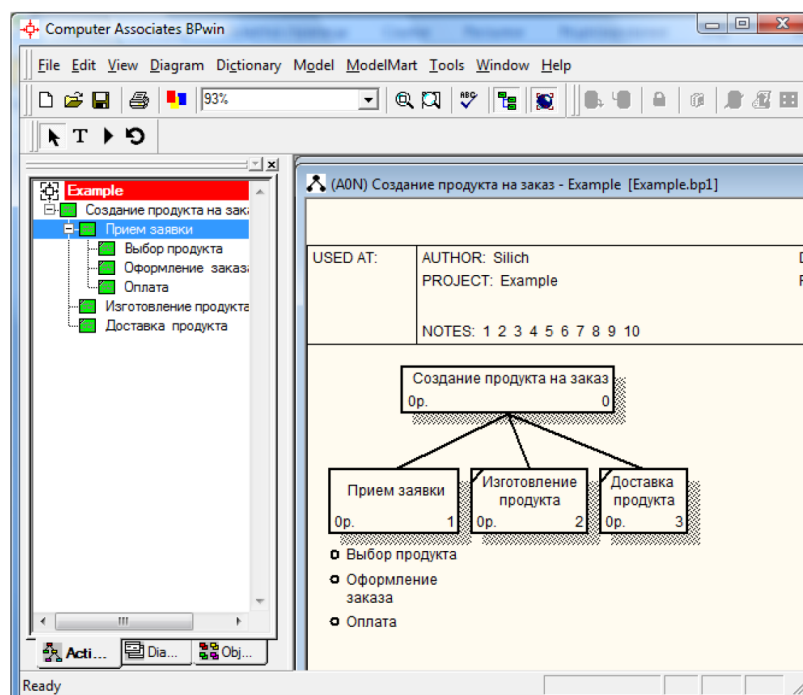 Computer Associates BPwin
File Edit View Diagram Dictionary Model ModelMart Tools Window Help
93%
ABC
T
Example
Создание продукта на зак
Прием заявки
Выбор продукта
Оформление заказ
Оплата
Изготовление продукта
Доставка продукта
Acti... Dia... Obj...
(A0N) Создание продукта на заказ - Example [Example.bp1]
USED AT: AUTHOR: Silich
PROJECT: Example
NOTES: 1 2 3 4 5 6 7 8 9 10
Создание продукта на заказ
0р. 0
Прием заявки
0р. 1
Изготовление
продукта
0р. 2
Доставка
продукта
0р. 3
Выбор продукта
Оформление
заказа
Оплата
Ready